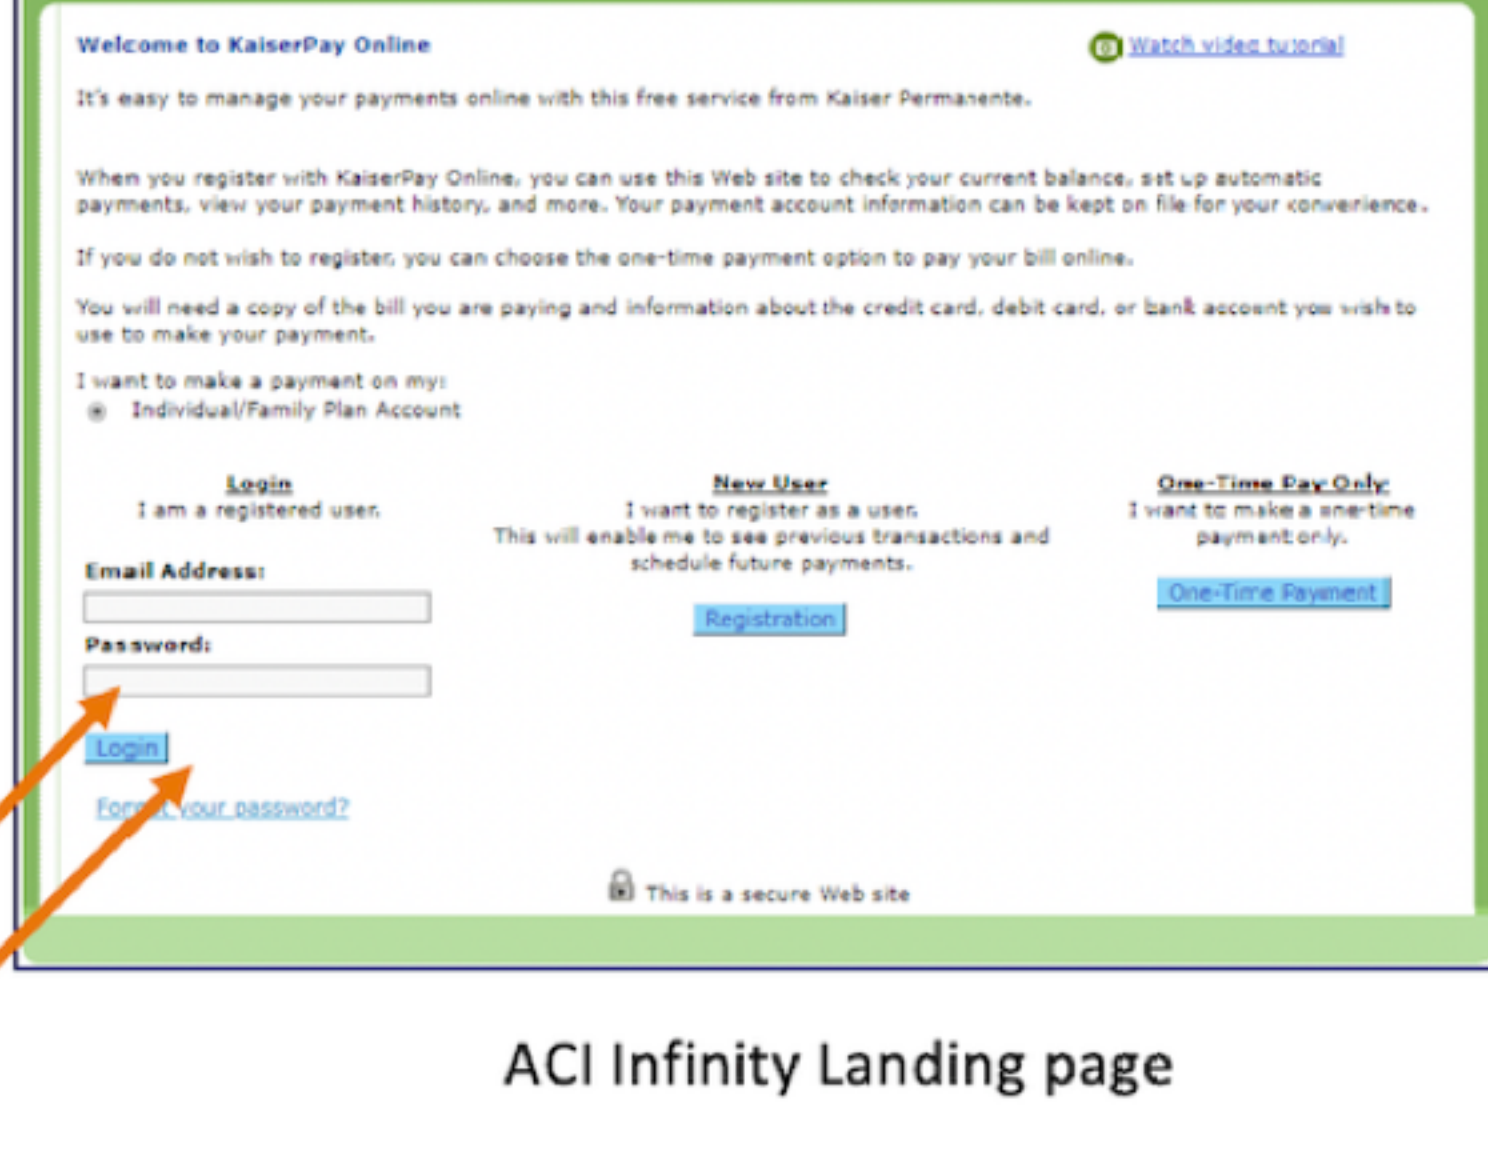 Welcome to KaiserPay Online
Watch video tutorial
It's easy to manage your payments online with this free service from Kaiser Permanente.
When you register with KaiserPay Online, you can use this Web site to check your current balance, set up automatic
payments, view your payment history, and more. Your payment account information can be kept on file for your convenience.
If you do not wish to register, you can choose the one-time payment option to pay your bill online.
You will need a copy of the bill you are paying and information about the credit card, debit card, or bank account you wish to
use to make your payment.
I want to make a payment on my:
Individual/Family Plan Account
Login
I am a registered user.
Email Address:
Password:
Login
Forgot your password?
New User
I want to register as a user.
This will enable me to see previous transactions and
schedule future payments.
Registration
One-Time Pay Only
I want to make a one-time
payment only.
One-Time Payment
This is a secure Web site
ACI Infinity Landing page